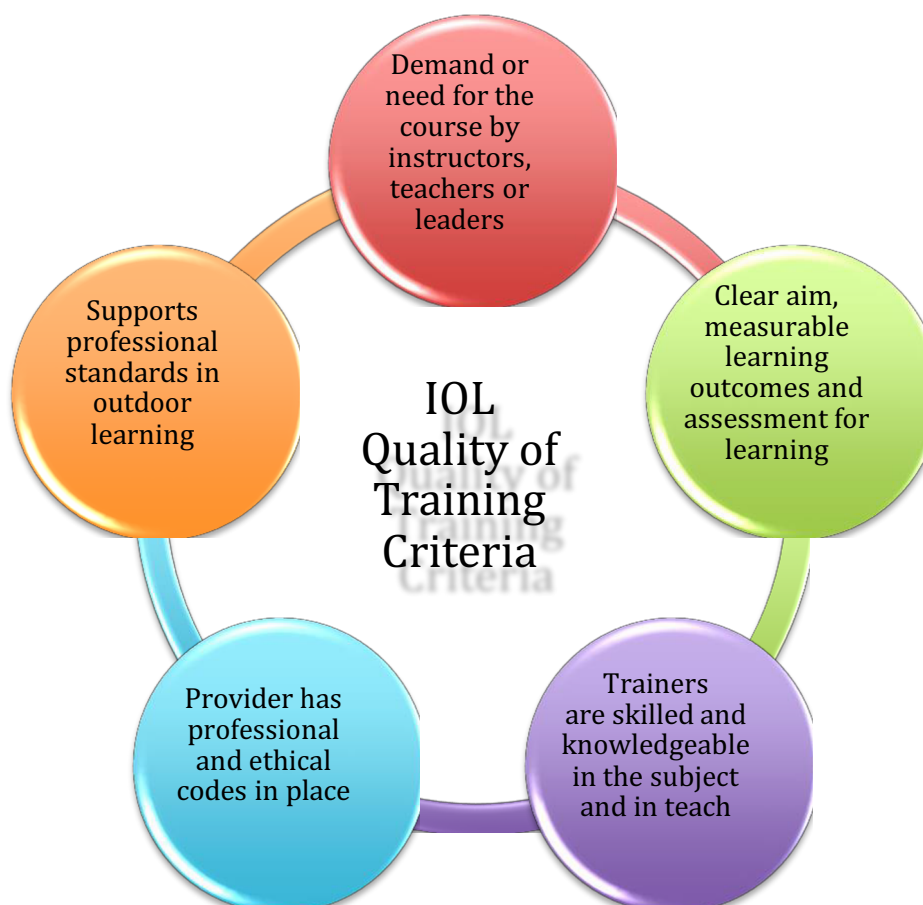 Demand or
need for the
course by
instructors,
teachers or
leaders
Clear aim,
measurable
learning
outcomes and
assessment for
learning
Trainers
are skilled and
knowledgeable
in the subject
and in teach
Provider has
professional
and ethical
codes in place
Supports
professional
standards in
outdoor
learning
IOL
Quality of
Training
Criteria